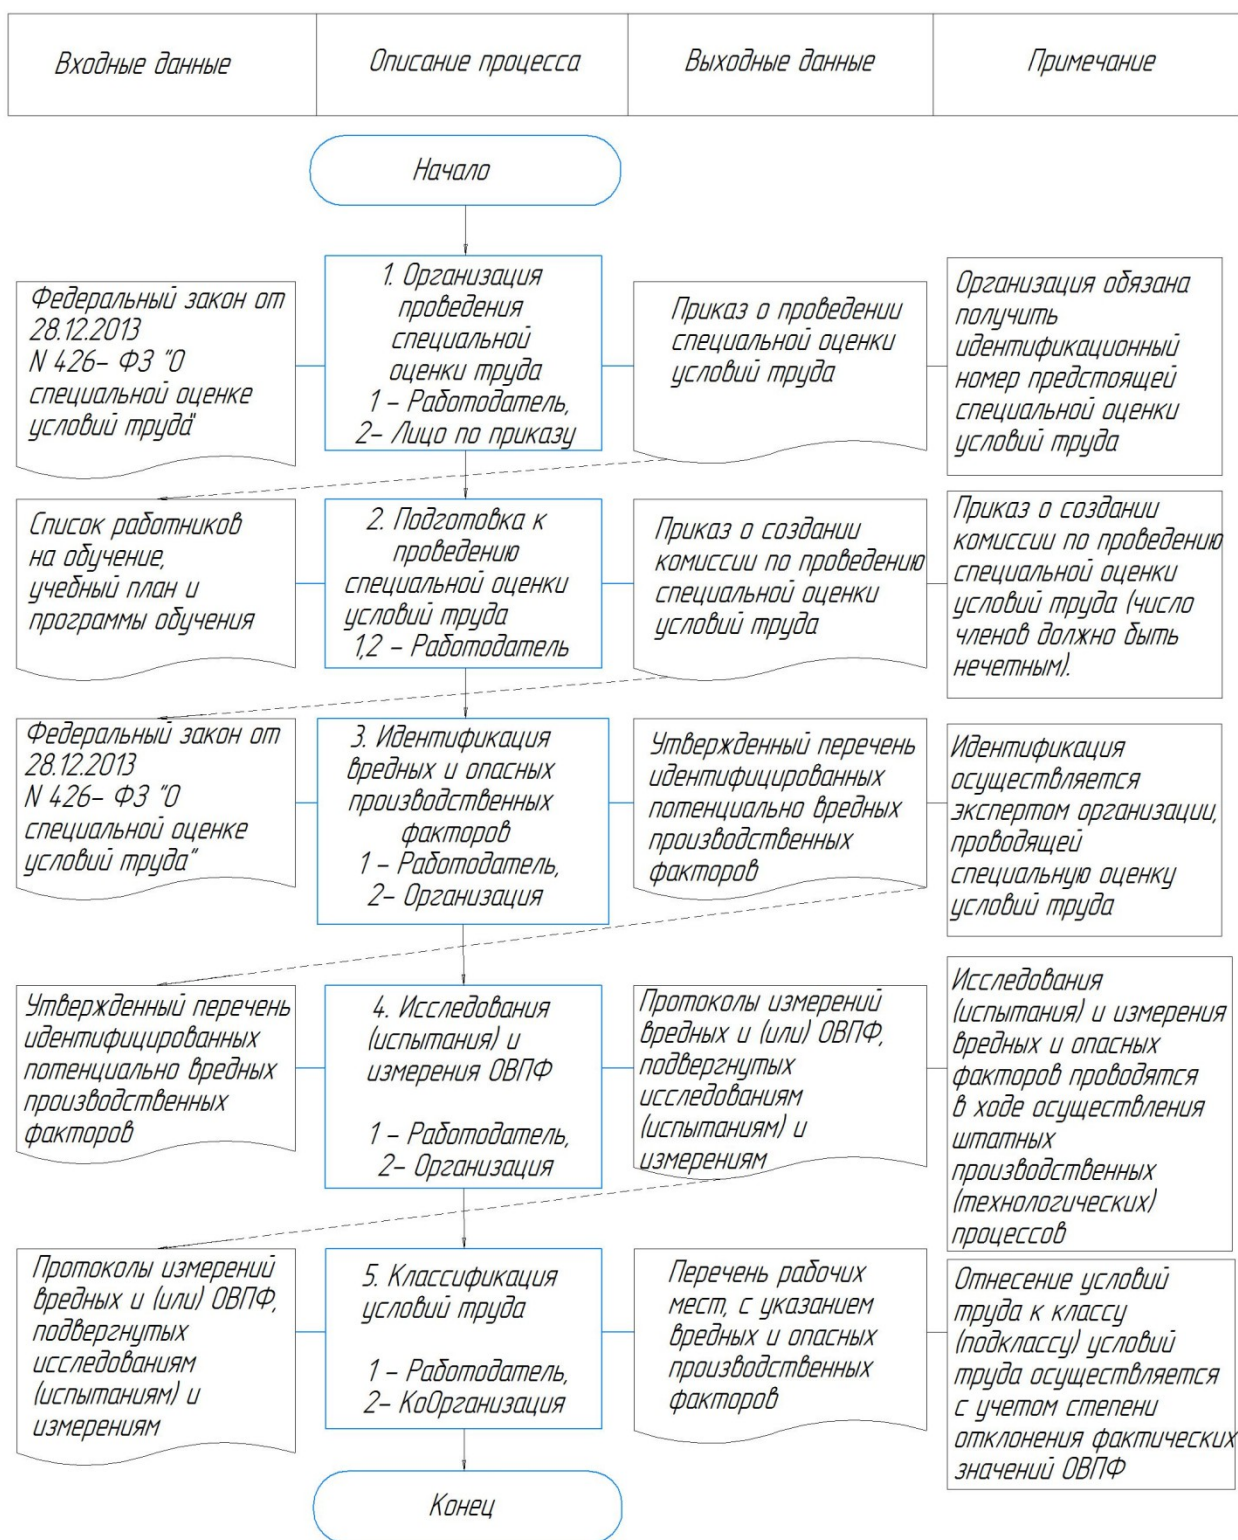 Входные данные
Описание процесса
Выходные данные
Примечание
Начало
Федеральный закон от
28.12.2013
N 426- ФЗ "О
специальной оценке
условий труда"
1. Организация
проведения
специальной
оценки труда
1 - Работодатель,
2- Лицо по приказу
Приказ о проведении
специальной оценки
условий труда
Организация обязана
получить
идентификационный
номер предстоящей
специальной оценки
условий труда
Список работников
на обучение,
учебный план и
программы обучения
2. Подготовка к
проведению
специальной оценки
условий труда
1,2 - Работодатель
Приказ о создании
комиссии по проведению
специальной оценки
условий труда
Приказ о создании
комиссии по проведению
специальной оценки
условий труда (число
членов должно быть
нечетным).
Федеральный закон от
28.12.2013
N 426- ФЗ "О
специальной оценке
условий труда"
3. Идентификация
вредных и опасных
производственных
факторов
1 - Работодатель,
2- Организация
Утвержденный перечень
идентифицированных
потенциально вредных
производственных
факторов
Идентификация
осуществляется
экспертом организации,
проводящей
специальную оценку
условий труда
Утвержденный перечень
идентифицированных
потенциально вредных
производственных
факторов
4. Исследования
(испытания) и
измерения ОВПФ
1 - Работодатель,
2- Организация
Протоколы измерений
вредных и (или) ОВПФ,
подвергнутых
исследованиям
(испытаниям) и
измерениям
Исследования
(испытания) и измерения
вредных и опасных
факторов проводятся
в ходе осуществления
штатных
производственных
(технологических)
процессов
Протоколы измерений
вредных и (или) ОВПФ,
подвергнутых
исследованиям
(испытаниям) и
измерениям
5. Классификация
условий труда
1 - Работодатель,
2- КоОрганизация
Перечень рабочих
мест, с указанием
вредных и опасных
производственных
факторов
Отнесение условий
труда к классу
(подклассу) условий
труда осуществляется
с учетом степени
отклонения фактических
значений ОВПФ
Конец